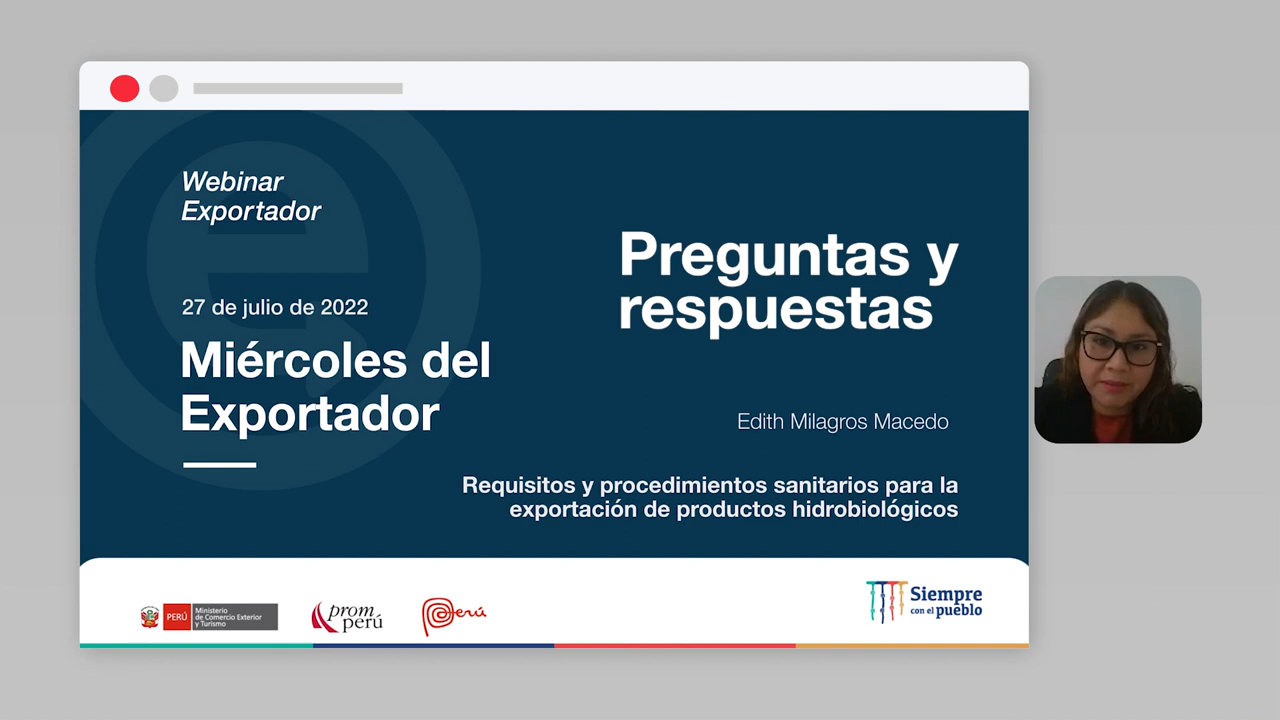 Webinar
Exportador
27 de julio de 2022
Miércoles del
Exportador
Preguntas y
respuestas
Edith Milagros Macedo
Requisitos y procedimientos sanitarios para la
exportación de productos hidrobiológicos
PERÚ
Ministerio
de Comercio Exterior
y Turismo
prom
perú
Perú
Siempre
con el pueblo